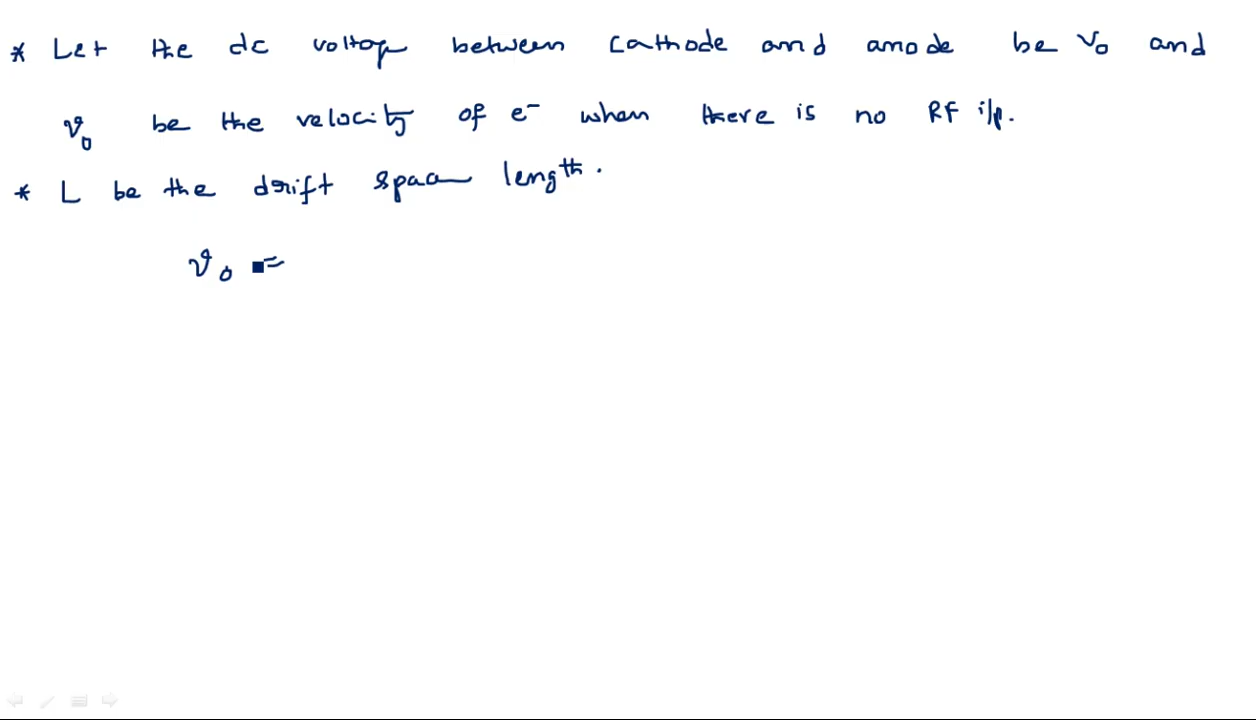 * Let the dc voltage between cathode and anode be V₀ and
v₀ be the velocity of e⁻ when there is no RF i/p.
* L be the drift space length.
v₀ =